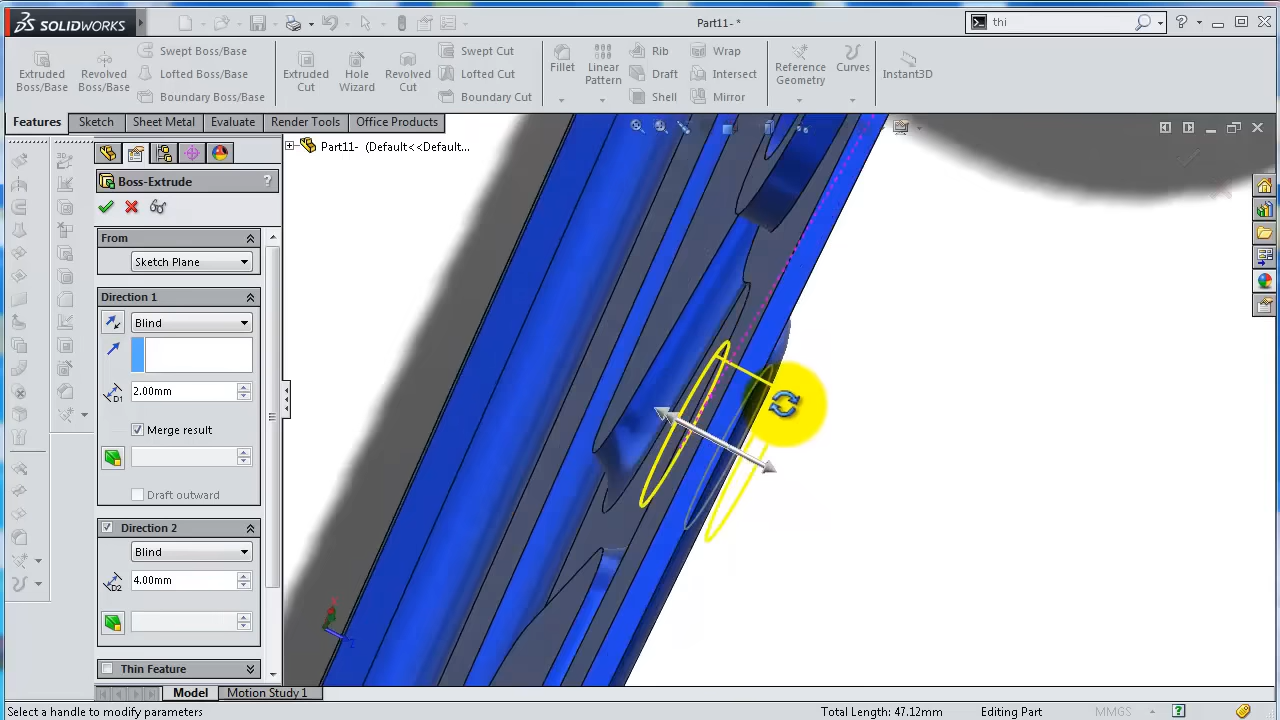 SOLIDWORKS
Part11- *
thi
Extruded Boss/Base
Revolved Boss/Base
Swept Boss/Base
Lofted Boss/Base
Boundary Boss/Base
Extruded Cut
Hole Wizard
Revolved Cut
Swept Cut
Lofted Cut
Boundary Cut
Fillet
Linear Pattern
Rib
Draft
Shell
Wrap
Intersect
Mirror
Reference Geometry
Curves
Instant3D
Features Sketch Sheet Metal Evaluate Render Tools Office Products
Part11- (Default<<Default...
Boss-Extrude
?
From
Sketch Plane
Direction 1
Blind
D1
2.00mm
Merge result
Draft outward
Direction 2
Blind
D2
4.00mm
Thin Feature
Model Motion Study 1
Select a handle to modify parameters
Total Length: 47.12mm Editing Part MMGS